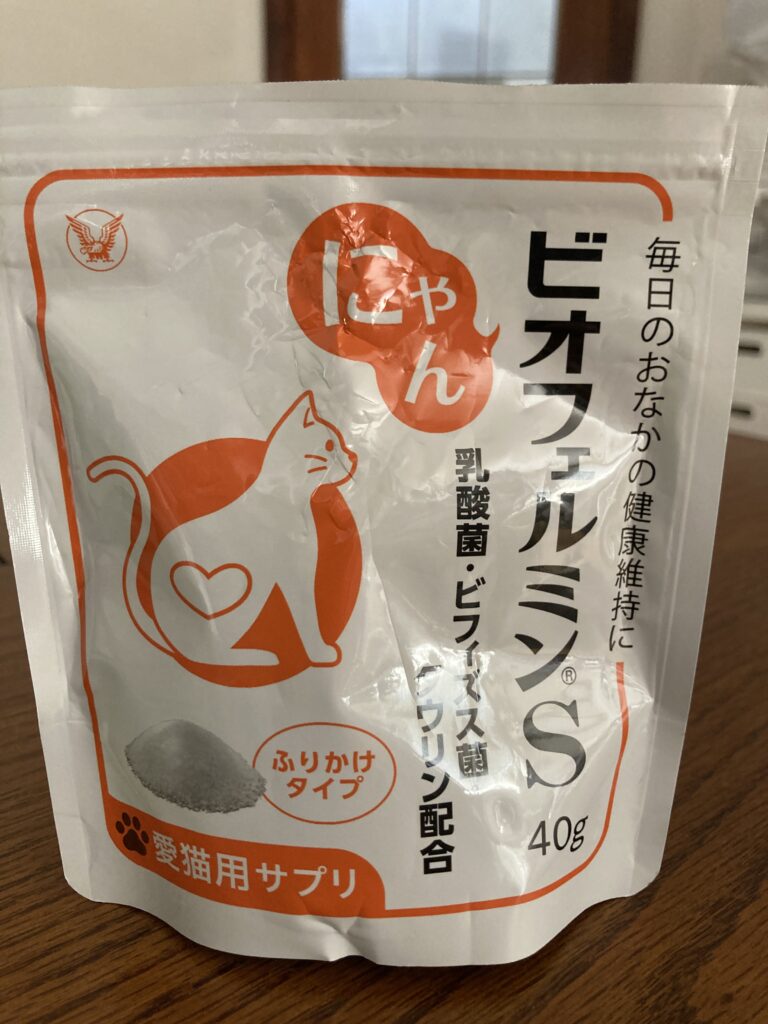 毎日のおなかの健康維持に
ビオフェルミン®S
40g
にゃん
乳酸菌・ビフィズス菌
タウリン配合
ふりかけ
タイプ
愛猫用サプリ